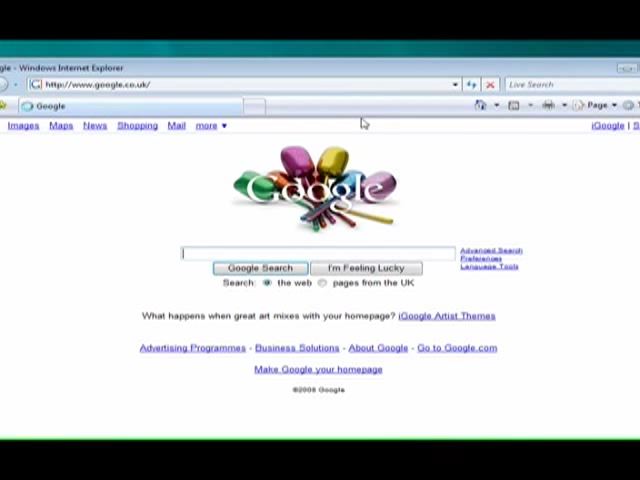 gle - Windows Internet Explorer
http://www.google.co.uk/
Live Search
Google
Page
Images Maps News Shopping Mail more
iGoogle | S
Google
Advanced Search
Preferences
Language Tools
Google Search I'm Feeling Lucky
Search: the web pages from the UK
What happens when great art mixes with your homepage? iGoogle Artist Themes
Advertising Programmes - Business Solutions - About Google - Go to Google.com
Make Google your homepage
©2008 Google